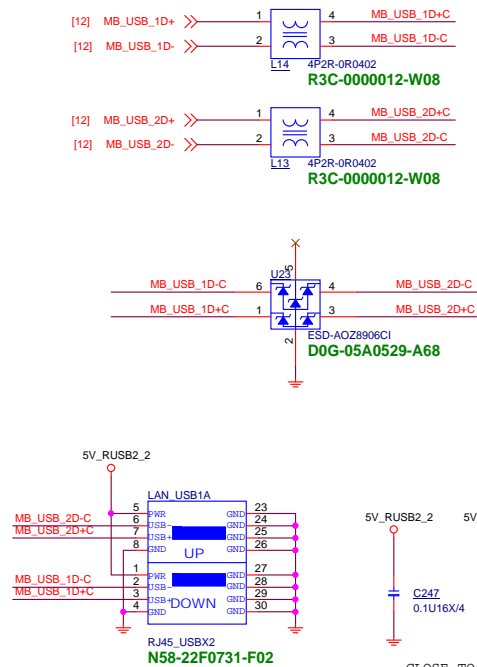 [12] MB_USB_1D+ 1 4 MB_USB_1D+C
[12] MB_USB_1D- 2 3 MB_USB_1D-C
L14 4P2R-0R0402
R3C-0000012-W08
[12] MB_USB_2D+ 1 4 MB_USB_2D+C
[12] MB_USB_2D- 2 3 MB_USB_2D-C
L13 4P2R-0R0402
R3C-0000012-W08
U23 5
MB_USB_1D-C 6 4 MB_USB_2D-C
MB_USB_1D+C 1 3 MB_USB_2D+C
2 ESD-AOZ8906CI
D0G-05A0529-A68
5V_RUSB2_2
LAN_USB1A
5 PWR GND 23
MB_USB_2D-C 6 USB- GND 24
MB_USB_2D+C 7 USB+ GND 25
8 GND GND 26
UP
1 PWR GND 27
MB_USB_1D-C 2 USB- GND 28
MB_USB_1D+C 3 USB+ DOWN GND 29
4 GND GND 30
RJ45_USBX2
N58-22F0731-F02
5V_RUSB2_2 5V
C247
0.1U16X/4